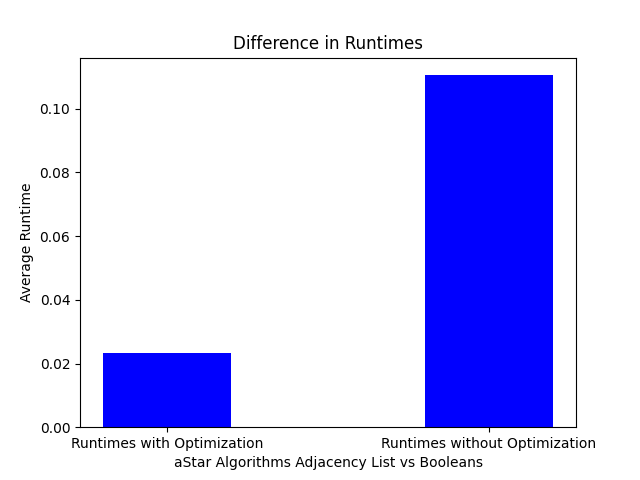 Difference in Runtimes
Average Runtime
0.10
0.08
0.06
0.04
0.02
0.00
Runtimes with Optimization
Runtimes without Optimization
aStar Algorithms Adjacency List vs Booleans